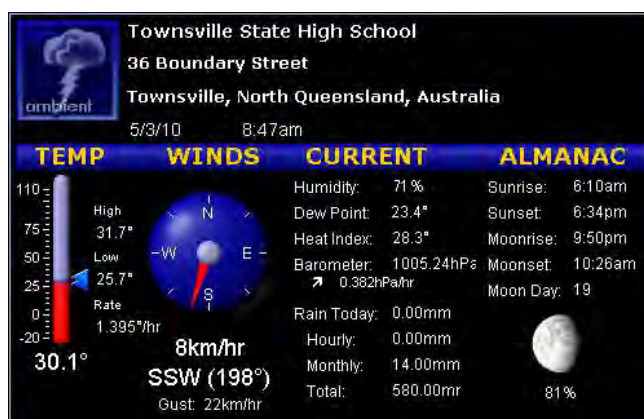 Townsville State High School
36 Boundary Street
ambient
Townsville, North Queensland, Australia
5/3/10 8:47am
TEMP WINDS CURRENT ALMANAC
110
75
50
25
0
-20
High
31.7°
Low
25.7°
Rate
1.395°/hr
30.1°
N
W E
S
8km/hr
SSW (198°)
Gust: 22km/hr
Humidity: 71%
Dew Point: 23.4°
Heat Index: 28.3°
Barometer: 1005.24hPa
0.382hPa/hr
Rain Today: 0.00mm
Hourly: 0.00mm
Monthly: 14.00mm
Total: 580.00mr
Sunrise: 6:10am
Sunset: 6:34pm
Moonrise: 9:50pm
Moonset: 10:26am
Moon Day: 19
81%